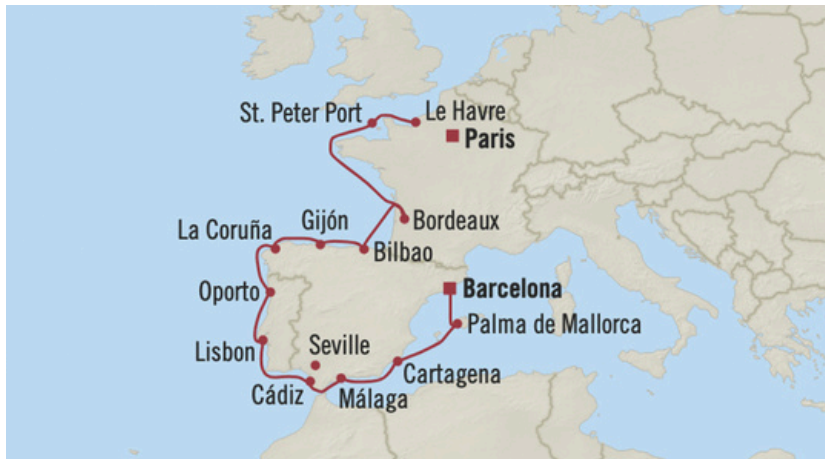 St. Peter Port
Le Havre
Paris
La Coruña
Gijón
Bordeaux
Bilbao
Oporto
Barcelona
Palma de Mallorca
Lisbon
Seville
Cartagena
Cádiz
Málaga